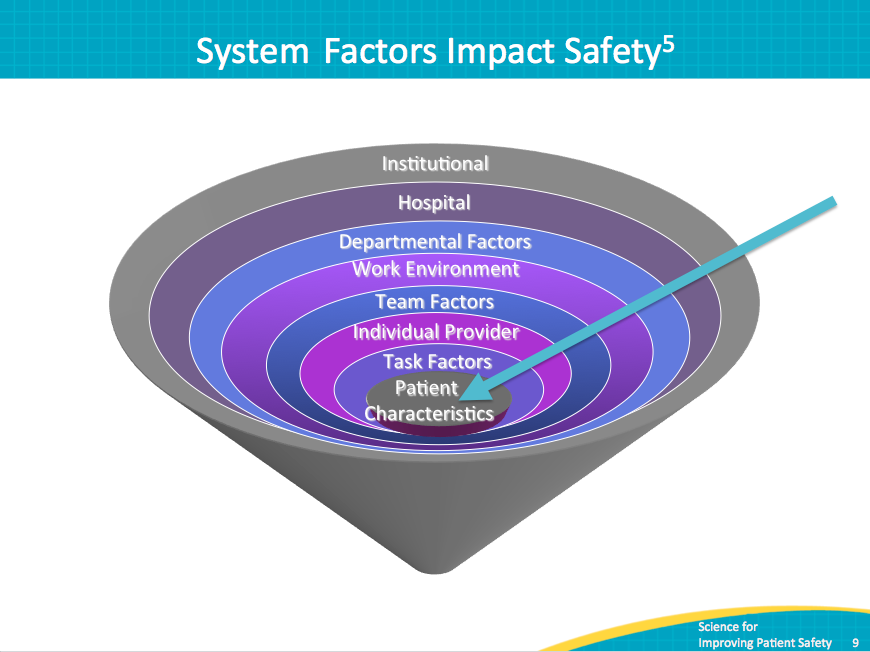 System Factors Impact Safety5
Institutional
Hospital
Departmental Factors
Work Environment
Team Factors
Individual Provider
Task Factors
Patient
Characteristics
Science for
Improving Patient Safety 9